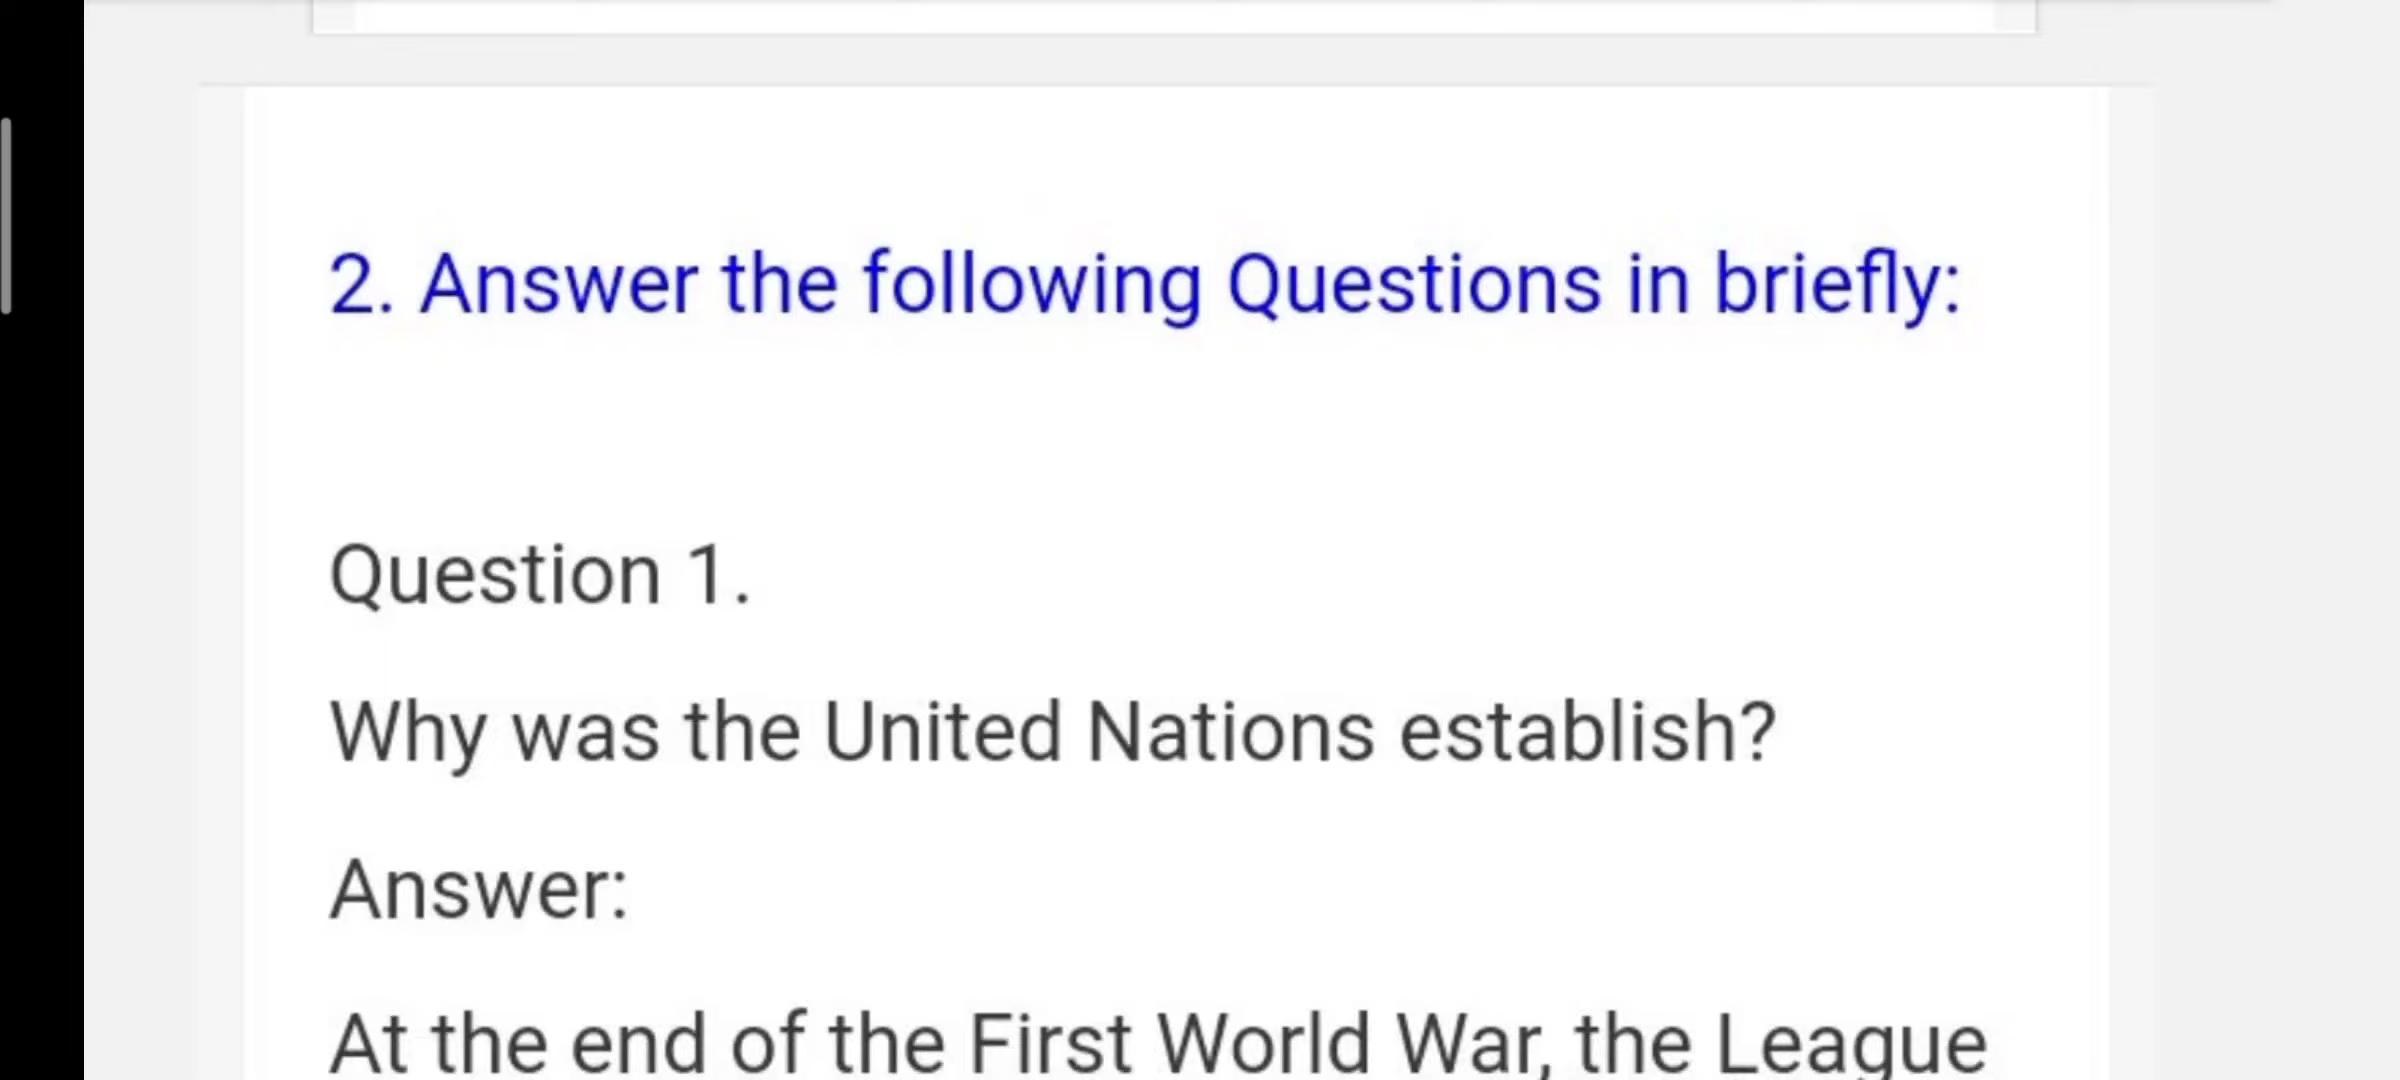 2. Answer the following Questions in briefly:
Question 1.
Why was the United Nations establish?
Answer:
At the end of the First World War, the League